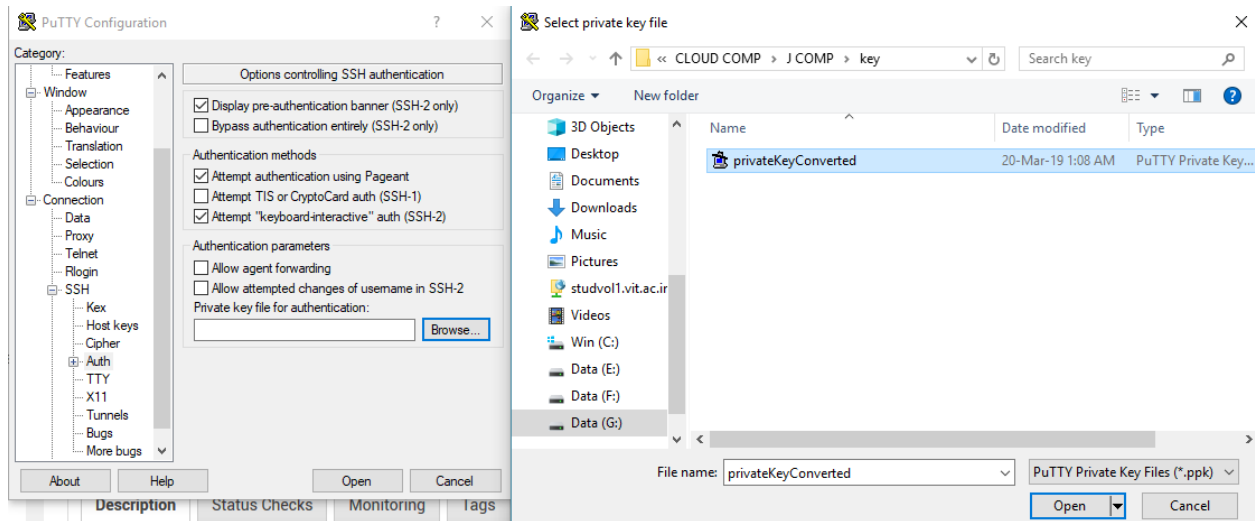 PuTTY Configuration
?
Category:
Features
Window
Appearance
Behaviour
Translation
Selection
Colours
Connection
Data
Proxy
Telnet
Rlogin
SSH
Kex
Host keys
Cipher
Auth
TTY
X11
Tunnels
Bugs
More bugs
Options controlling SSH authentication
Display pre-authentication banner (SSH-2 only)
Bypass authentication entirely (SSH-2 only)
Authentication methods
Attempt authentication using Pageant
Attempt TIS or CryptoCard auth (SSH-1)
Attempt "keyboard-interactive" auth (SSH-2)
Authentication parameters
Allow agent forwarding
Allow attempted changes of username in SSH-2
Private key file for authentication:
Browse...
About Help Open Cancel
Description Status Checks Monitoring Tags
Select private key file
« CLOUD COMP › J COMP › key
Search key
Organize New folder
?
3D Objects
Desktop
Documents
Downloads
Music
Pictures
studvol1.vit.ac.ir
Videos
Win (C:)
Data (E:)
Data (F:)
Data (G:)
Name Date modified Type
privateKeyConverted 20-Mar-19 1:08 AM PuTTY Private Key...
File name: privateKeyConverted PuTTY Private Key Files (*.ppk)
Open Cancel